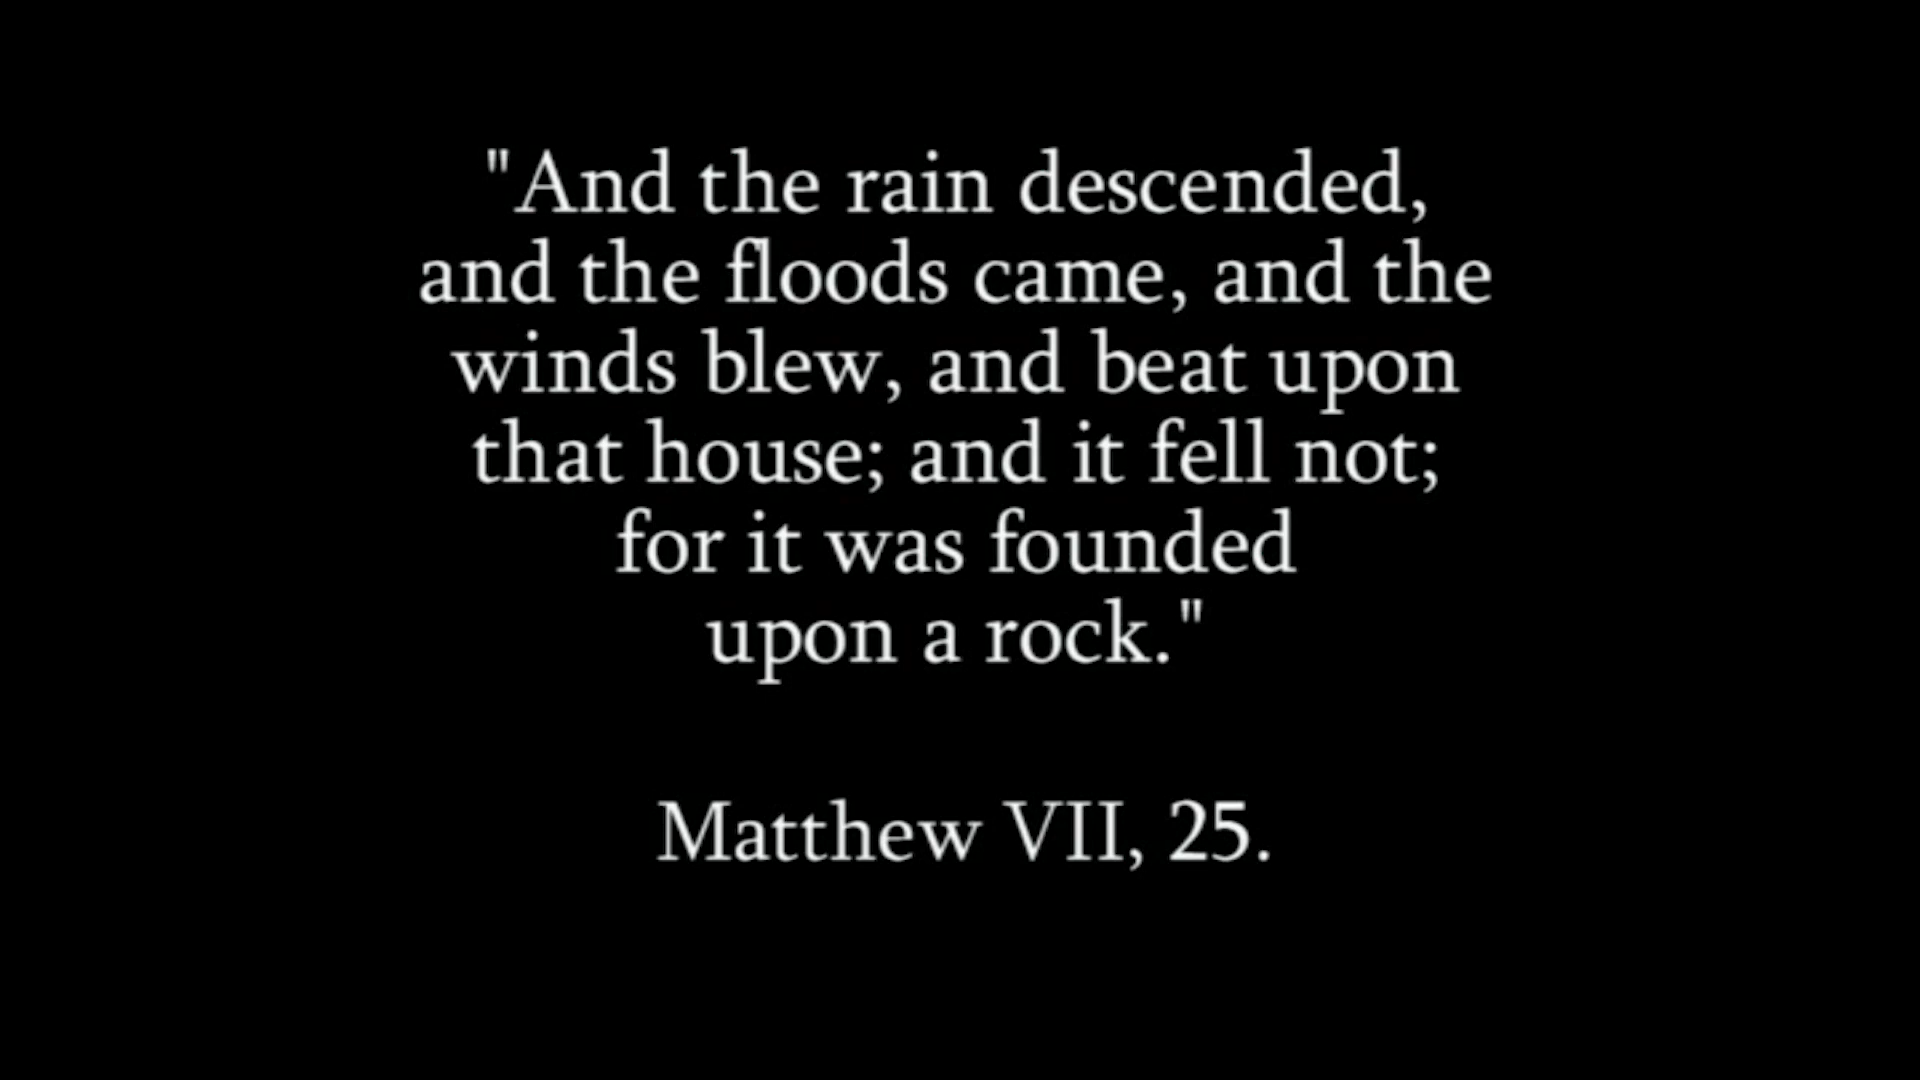 "And the rain descended,
and the floods came, and the
winds blew, and beat upon
that house; and it fell not;
for it was founded
upon a rock."
Matthew VII, 25.